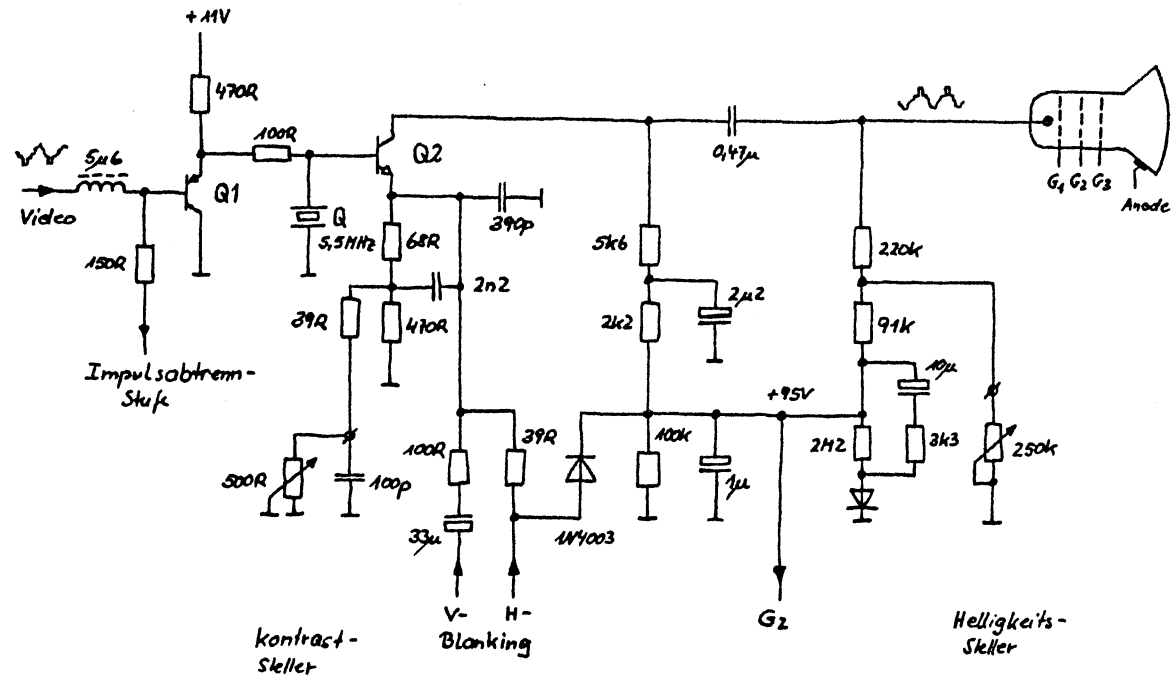 +11V
470R
100R
Q2
0,47µ
5µ6
Q1
Video
Q
5,5MHz
68R
390p
G1 G2 G3
Anode
150R
5k6
220k
39R
2n2
470R
2k2
2µ2
91k
Impulsabtrenn-
Stufe
10µ
+95V
100R
39R
100k
2M2
3k3
250k
500R
100p
1µ
33µ
1N4003
V-
H-
Blanking
G2
Kontrast-
Steller
Helligkeits-
Steller